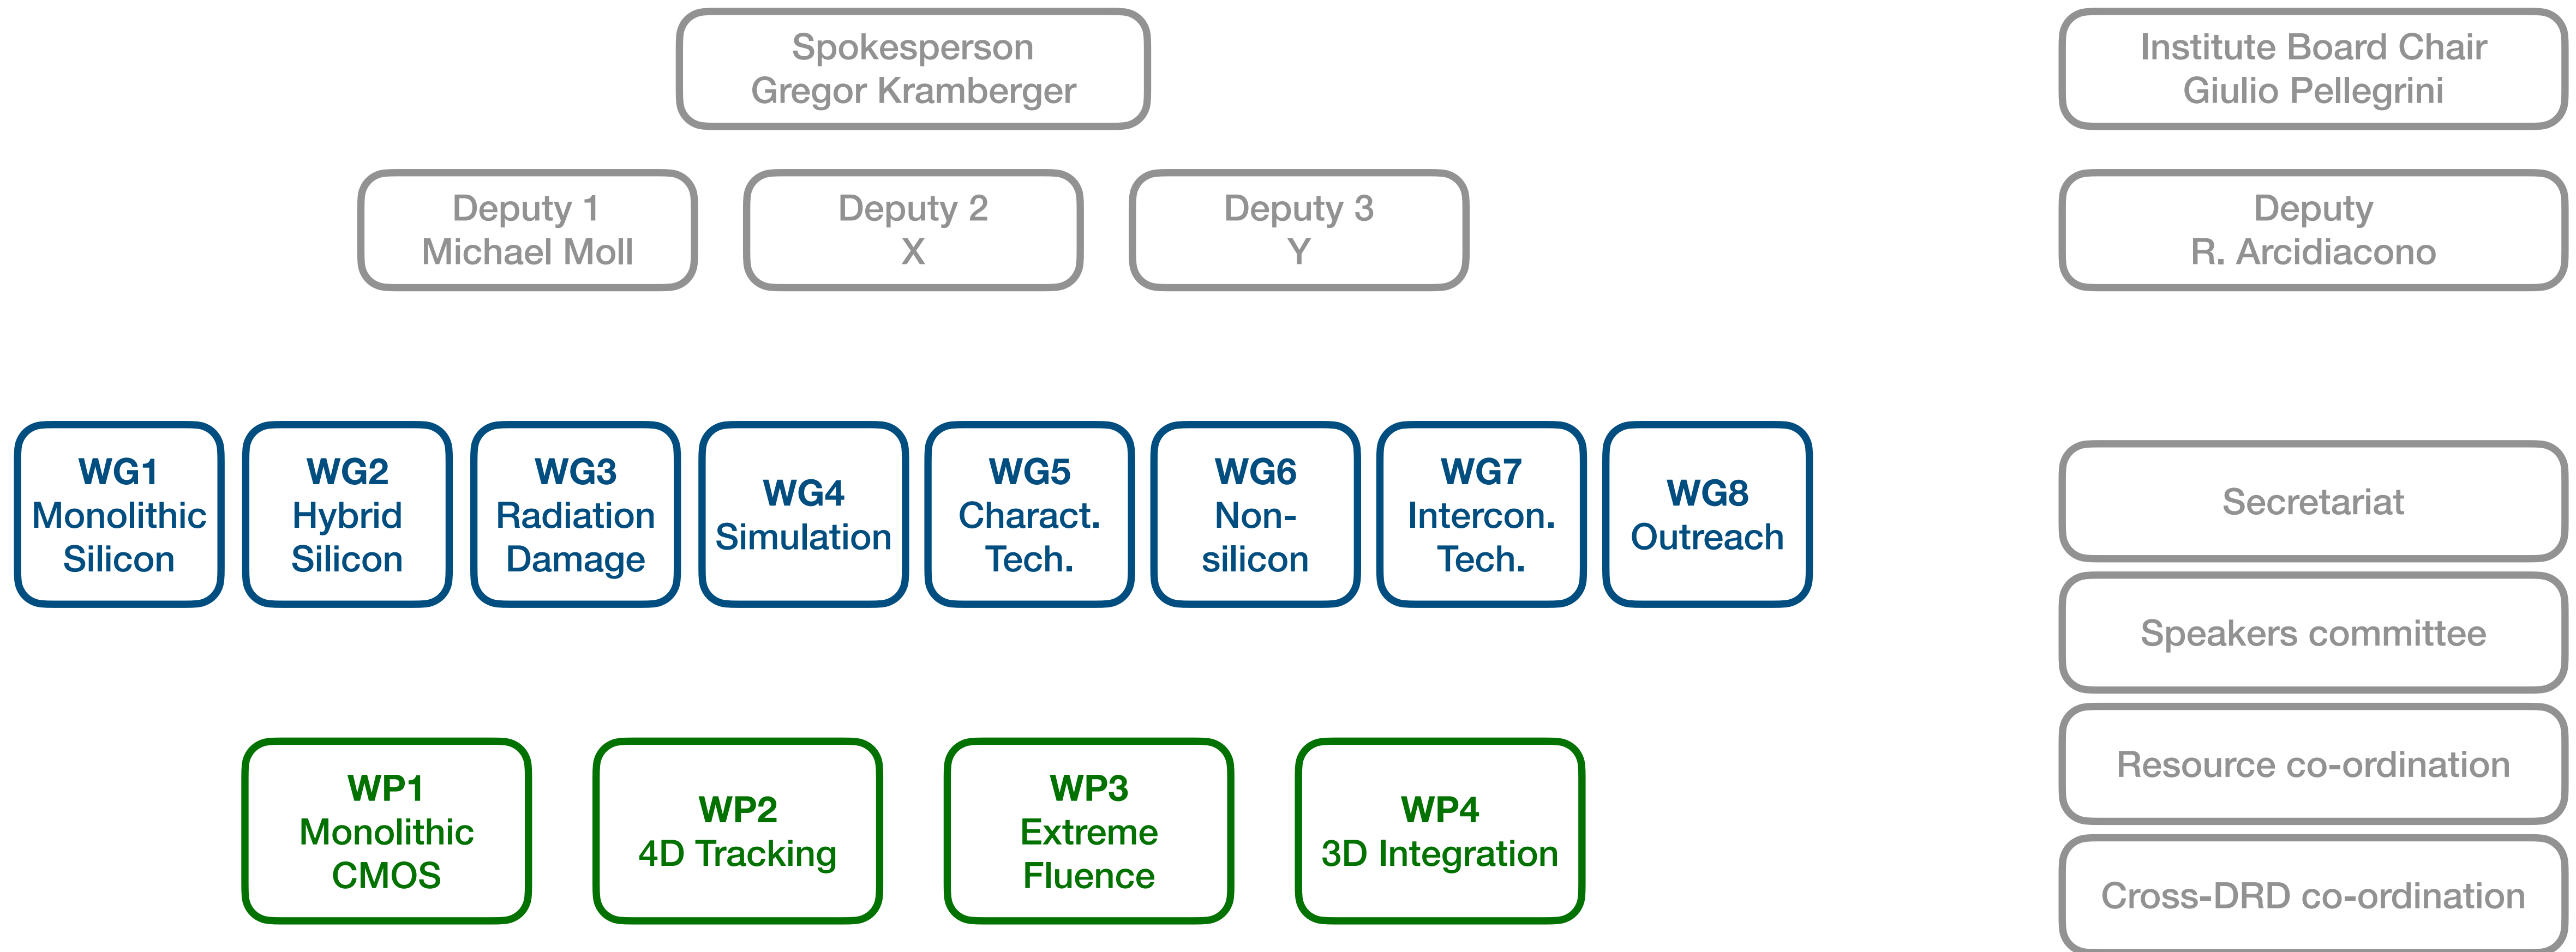 Spokesperson
Gregor Kramberger
Institute Board Chair
Giulio Pellegrini
Deputy 1
Michael Moll
Deputy 2
X
Deputy 3
Y
Deputy
R. Arcidiacono
WG1
Monolithic
Silicon
WG2
Hybrid
Silicon
WG3
Radiation
Damage
WG4
Simulation
WG5
Charact.
Tech.
WG6
Non-
silicon
WG7
Intercon.
Tech.
WG8
Outreach
Secretariat
Speakers committee
WP1
Monolithic
CMOS
WP2
4D Tracking
WP3
Extreme
Fluence
WP4
3D Integration
Resource co-ordination
Cross-DRD co-ordination